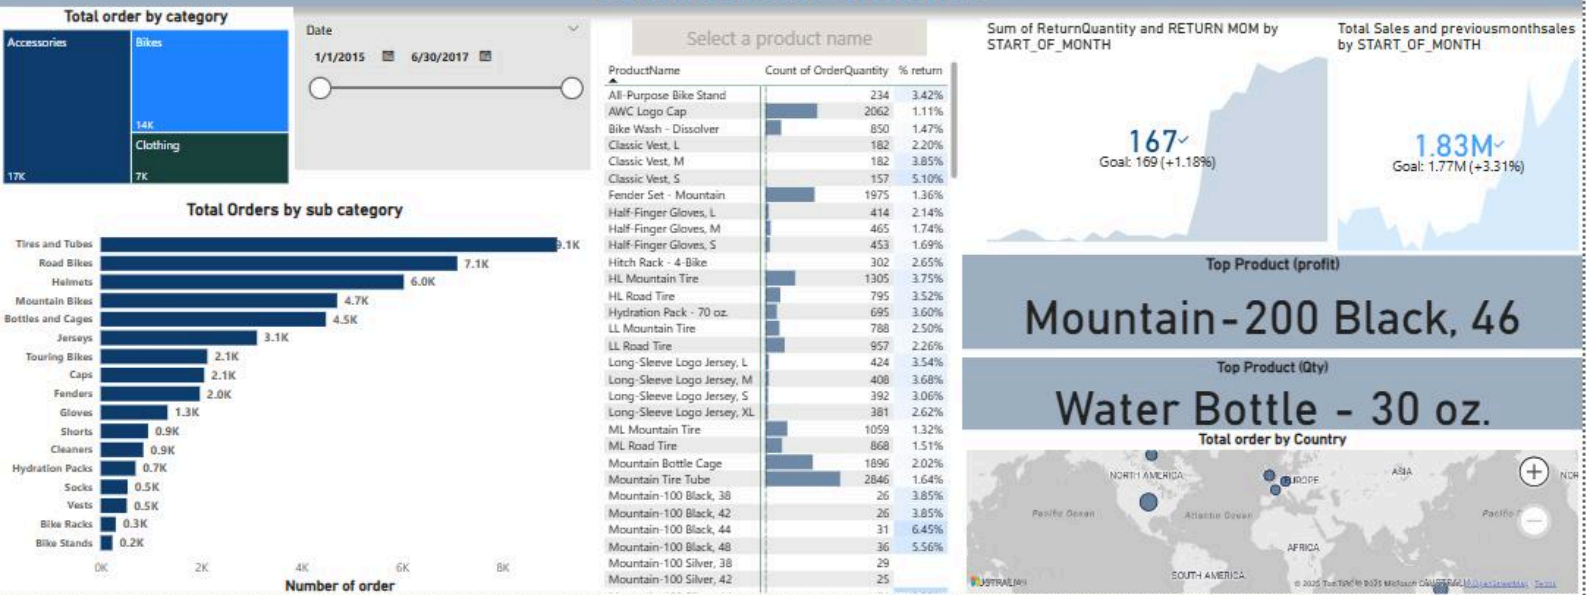 Total order by category
Accessories
17K
Bikes
14K
Clothing
7K
Date
1/1/2015
6/30/2017
Total Orders by sub category
Tires and Tubes 9.1K
Road Bikes 7.1K
Helmets 6.0K
Mountain Bikes 4.7K
Bottles and Cages 4.5K
Jerseys 3.1K
Touring Bikes 2.1K
Caps 2.1K
Fenders 2.0K
Gloves 1.3K
Shorts 0.9K
Cleaners 0.9K
Hydration Packs 0.7K
Socks 0.5K
Vests 0.5K
Bike Racks 0.3K
Bike Stands 0.2K
0K 2K 4K 6K 8K
Number of order
Select a product name
ProductName Count of OrderQuantity % return
All-Purpose Bike Stand 234 3.42%
AWC Logo Cap 2062 1.11%
Bike Wash - Dissolver 850 1.47%
Classic Vest, L 182 2.20%
Classic Vest, M 182 3.85%
Classic Vest, S 157 5.10%
Fender Set - Mountain 1975 1.36%
Half-Finger Gloves, L 414 2.14%
Half-Finger Gloves, M 465 1.74%
Half-Finger Gloves, S 453 1.69%
Hitch Rack - 4-Bike 302 2.65%
HL Mountain Tire 1305 3.75%
HL Road Tire 795 3.52%
Hydration Pack - 70 oz. 695 3.60%
LL Mountain Tire 788 2.50%
LL Road Tire 957 2.26%
Long-Sleeve Logo Jersey, L 424 3.54%
Long-Sleeve Logo Jersey, M 408 3.68%
Long-Sleeve Logo Jersey, S 392 3.06%
Long-Sleeve Logo Jersey, XL 381 2.62%
ML Mountain Tire 1059 1.32%
ML Road Tire 868 1.51%
Mountain Bottle Cage 1896 2.02%
Mountain Tire Tube 2846 1.64%
Mountain-100 Black, 38 26 3.85%
Mountain-100 Black, 42 26 3.85%
Mountain-100 Black, 44 31 6.45%
Mountain-100 Black, 48 36 5.56%
Mountain-100 Silver, 38 29
Mountain-100 Silver, 42 25
Sum of ReturnQuantity and RETURN MOM by
START_OF_MONTH
167
Goal: 169 (+1.18%)
Total Sales and previousmonthsales
by START_OF_MONTH
1.83M
Goal: 1.77M (+3.31%)
Top Product (profit)
Mountain-200 Black, 46
Top Product (Qty)
Water Bottle - 30 oz.
Total order by Country
NORTH AMERICA
EUROPE
ASIA
NOR
Pacific Ocean
Atlantic Ocean
Pacific
AFRICA
SOUTH AMERICA
© 2025 TomTom, © 2025 Microsoft
OpenStreetMap
Terms